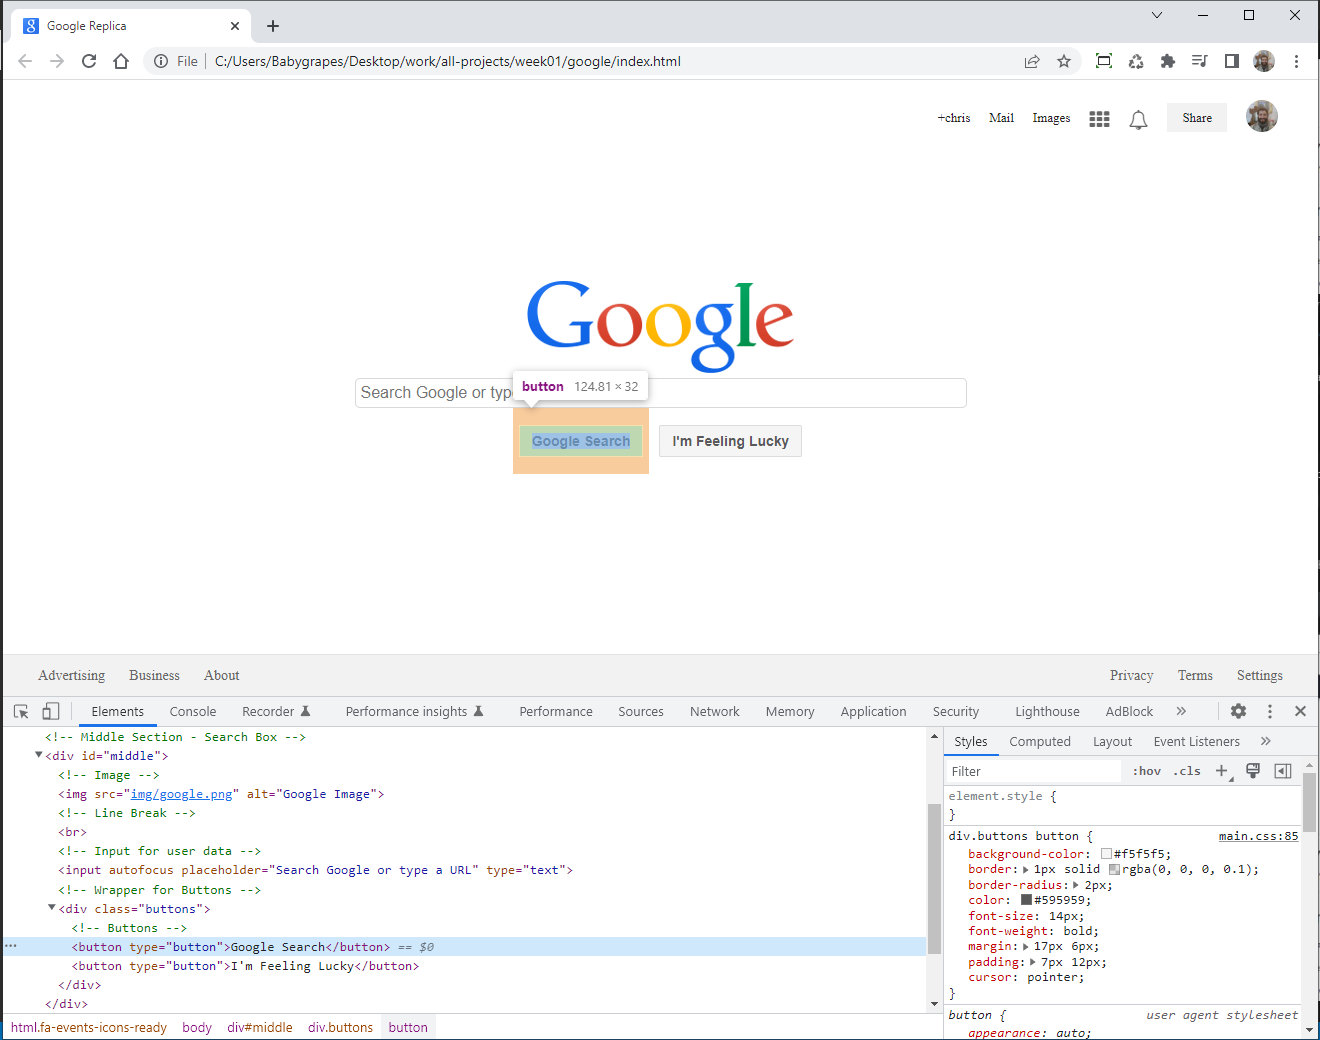 Google Replica
File
C:/Users/Babygrapes/Desktop/work/all-projects/week01/google/index.html
+chris Mail Images Share
Google
Search Google or typ
button 124.81 × 32
Google Search I'm Feeling Lucky
Advertising Business About Privacy Terms Settings
Elements Console Recorder Performance insights Performance Sources Network Memory Application Security Lighthouse AdBlock »
<!-- Middle Section - Search Box -->
<div id="middle">
<!-- Image -->
<img src="img/google.png" alt="Google Image">
<!-- Line Break -->
<br>
<!-- Input for user data -->
<input autofocus placeholder="Search Google or type a URL" type="text">
<!-- Wrapper for Buttons -->
<div class="buttons">
<!-- Buttons -->
<button type="button">Google Search</button> == $0
<button type="button">I'm Feeling Lucky</button>
</div>
</div>
html.fa-events-icons-ready body div#middle div.buttons button
Styles Computed Layout Event Listeners »
Filter :hov .cls +
element.style {
}
div.buttons button { main.css:85
background-color: #f5f5f5;
border: 1px solid rgba(0, 0, 0, 0.1);
border-radius: 2px;
color: #595959;
font-size: 14px;
font-weight: bold;
margin: 17px 6px;
padding: 7px 12px;
cursor: pointer;
}
button { user agent stylesheet
appearance: auto;